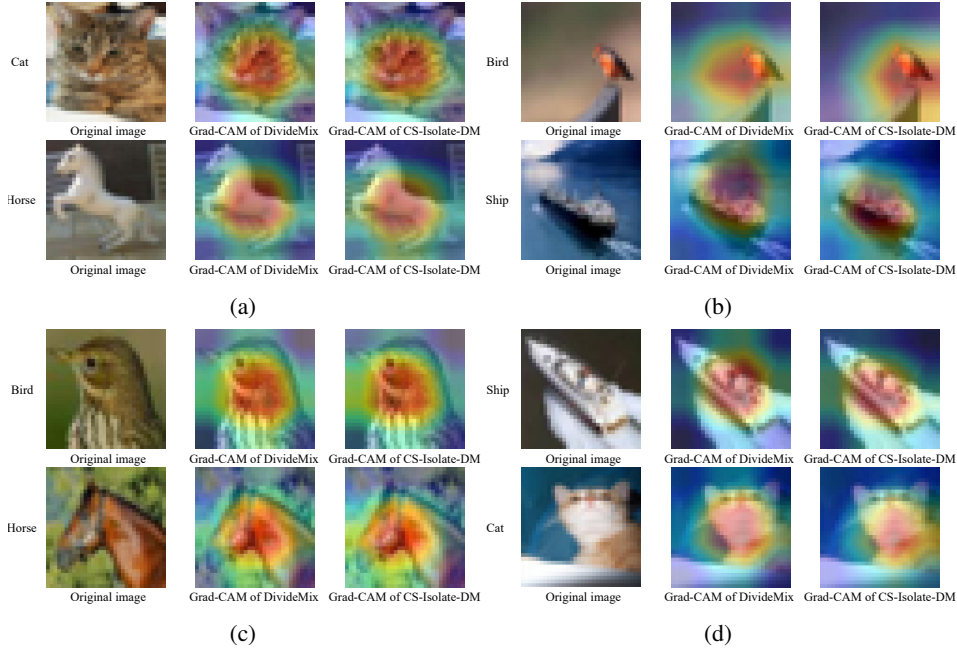 Cat
Original image
Grad-CAM of DivideMix
Grad-CAM of CS-Isolate-DM
Horse
Original image
Grad-CAM of DivideMix
Grad-CAM of CS-Isolate-DM
(a)
Bird
Original image
Grad-CAM of DivideMix
Grad-CAM of CS-Isolate-DM
Ship
Original image
Grad-CAM of DivideMix
Grad-CAM of CS-Isolate-DM
(b)
Bird
Original image
Grad-CAM of DivideMix
Grad-CAM of CS-Isolate-DM
Horse
Original image
Grad-CAM of DivideMix
Grad-CAM of CS-Isolate-DM
(c)
Ship
Original image
Grad-CAM of DivideMix
Grad-CAM of CS-Isolate-DM
Cat
Original image
Grad-CAM of DivideMix
Grad-CAM of CS-Isolate-DM
(d)